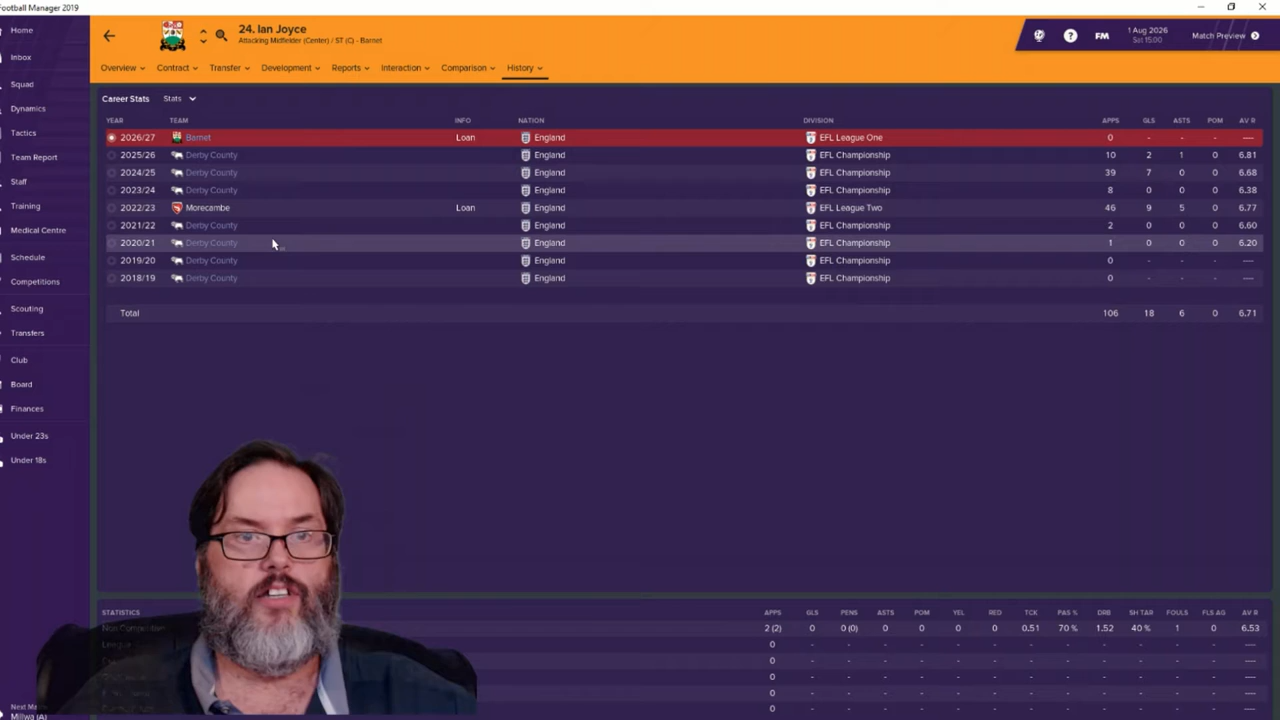 Football Manager 2019
Home
Inbox
Squad
Dynamics
Tactics
Team Report
Staff
Training
Medical Centre
Schedule
Competitions
Scouting
Transfers
Club
Board
Finances
Under 23s
Under 18s
24. Ian Joyce
Attacking Midfielder (Center) / ST (C) - Barnet
FM
1 Aug 2026
Sat 15:00
Match Preview
Overview Contract Transfer Development Reports Interaction Comparison History
Career Stats Stats
YEAR TEAM INFO NATION DIVISION APPS GLS ASTS POM AV R
2026/27 Barnet Loan England EFL League One 0 - - - ----
2025/26 Derby County England EFL Championship 10 2 1 0 6.81
2024/25 Derby County England EFL Championship 39 7 0 0 6.68
2023/24 Derby County England EFL Championship 8 0 0 0 6.38
2022/23 Morecambe Loan England EFL League Two 46 9 5 0 6.77
2021/22 Derby County England EFL Championship 2 0 0 0 6.60
2020/21 Derby County England EFL Championship 1 0 0 0 6.20
2019/20 Derby County England EFL Championship 0 - - - ----
2018/19 Derby County England EFL Championship 0 - - - ----
Total 106 18 6 0 6.71
STATISTICS APPS GLS PENS ASTS POM YEL RED TCK PAS % DRB SH TAR FOULS FLS AG AV R
Non Competitive 2 (2) 0 0 (0) 0 0 0 0 0.51 70 % 1.52 40 % 1 0 6.53
0 - - - - - - - - - - - - ----
0 - - - - - - - - - - - - ----
0 - - - - - - - - - - - - ----
0 - - - - - - - - - - - - ----
0 - - - - - - - - - - - - ----
Next Ma
Millwa (A)